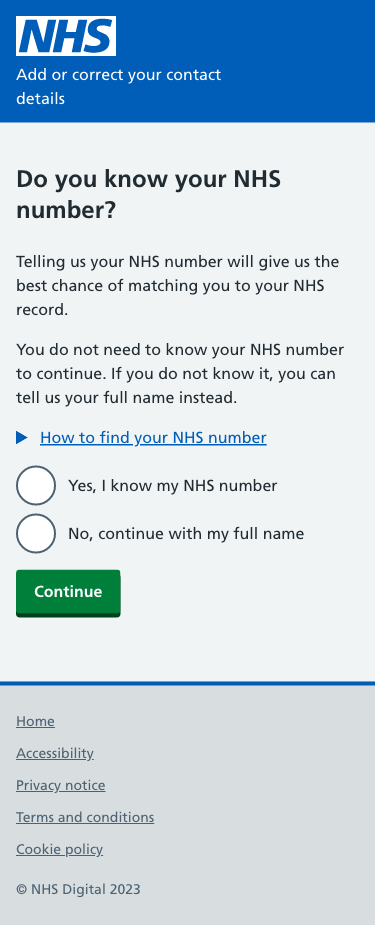 NHS
Add or correct your contact
details
Do you know your NHS
number?
Telling us your NHS number will give us the
best chance of matching you to your NHS
record.
You do not need to know your NHS number
to continue. If you do not know it, you can
tell us your full name instead.
How to find your NHS number
Yes, I know my NHS number
No, continue with my full name
Continue
Home
Accessibility
Privacy notice
Terms and conditions
Cookie policy
© NHS Digital 2023